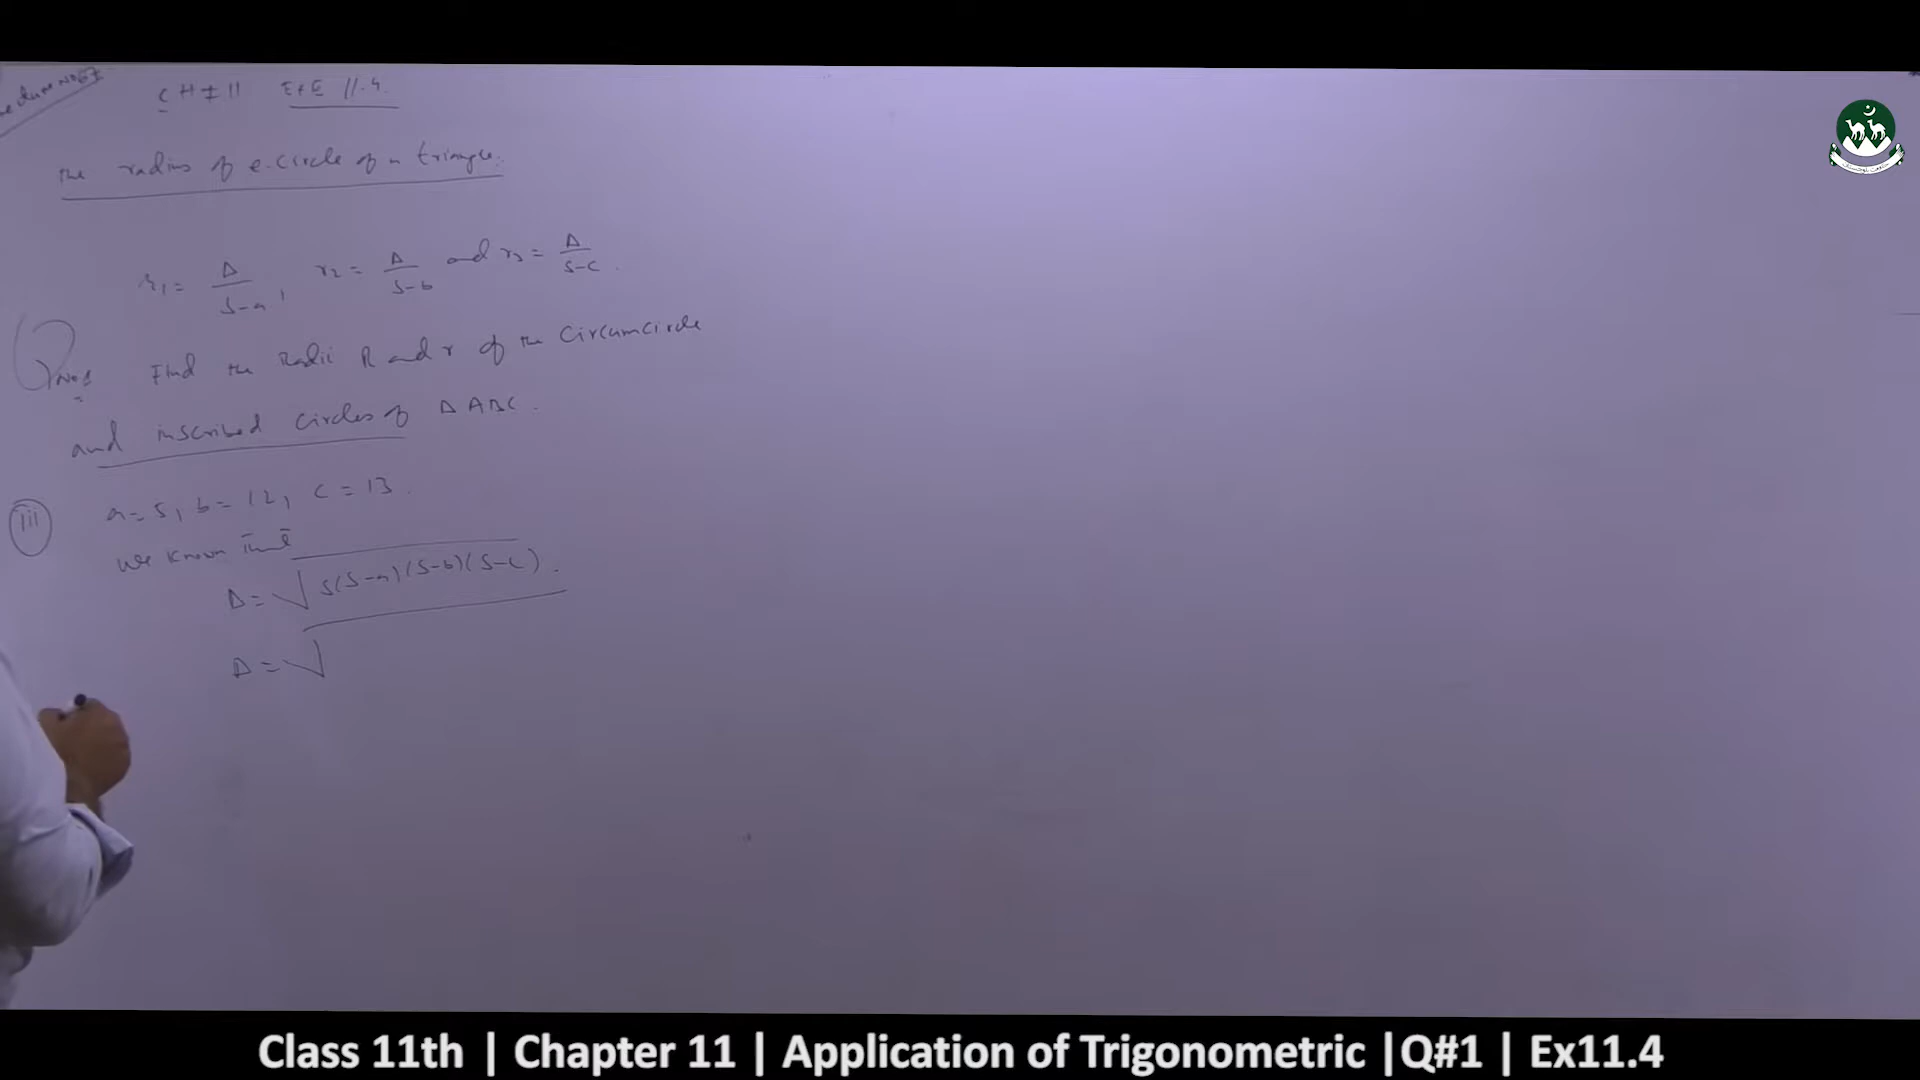 CH # 11 EXE 11.4.
the radius of e-circle of a triangle.
r₁ = Δ/(s-a), r₂ = Δ/(s-b) and r₃ = Δ/(s-c).
Find the Radii R and r of the Circumcircle
and inscribed circles of Δ ABC.
iii a=5, b=12, c=13.
We known that
Δ = √s(s-a)(s-b)(s-c).
Δ = √
Class 11th | Chapter 11 | Application of Trigonometric |Q#1 | Ex11.4